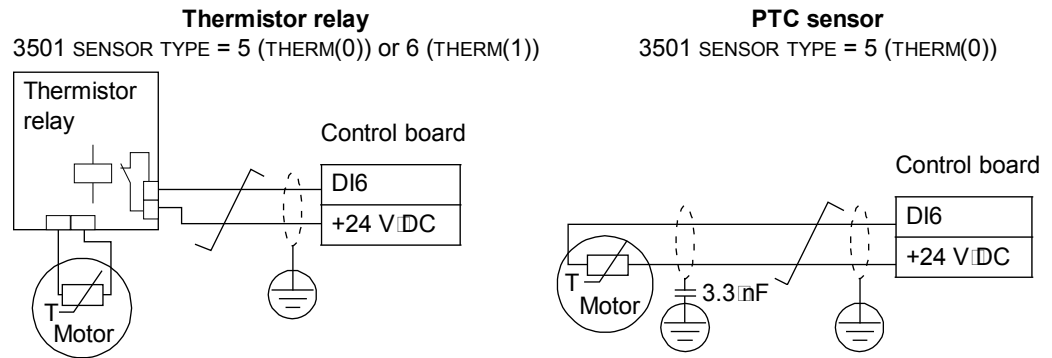 Thermistor relay
3501 SENSOR TYPE = 5 (THERM(0)) or 6 (THERM(1))
Thermistor
relay
Control board
DI6
+24 V DC
T
Motor
PTC sensor
3501 SENSOR TYPE = 5 (THERM(0))
Control board
DI6
+24 V DC
T
Motor
3.3 nF